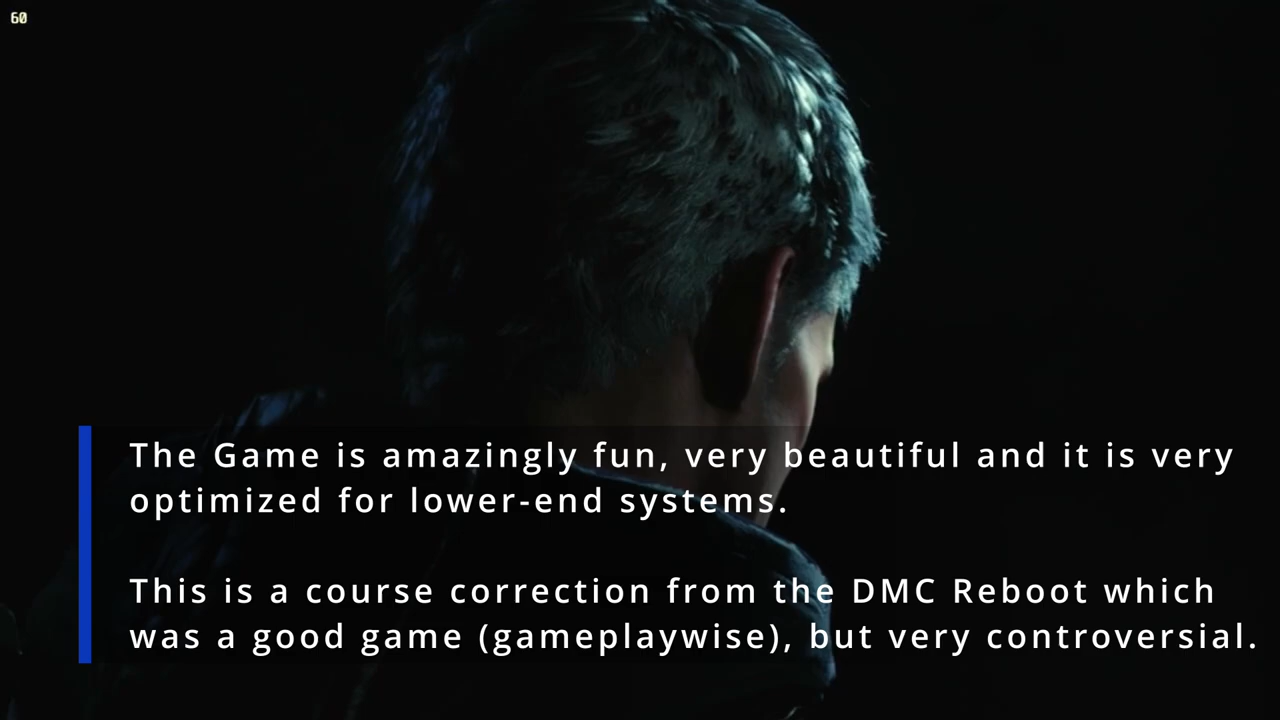 60
The Game is amazingly fun, very beautiful and it is very
optimized for lower-end systems.
This is a course correction from the DMC Reboot which
was a good game (gameplaywise), but very controversial.